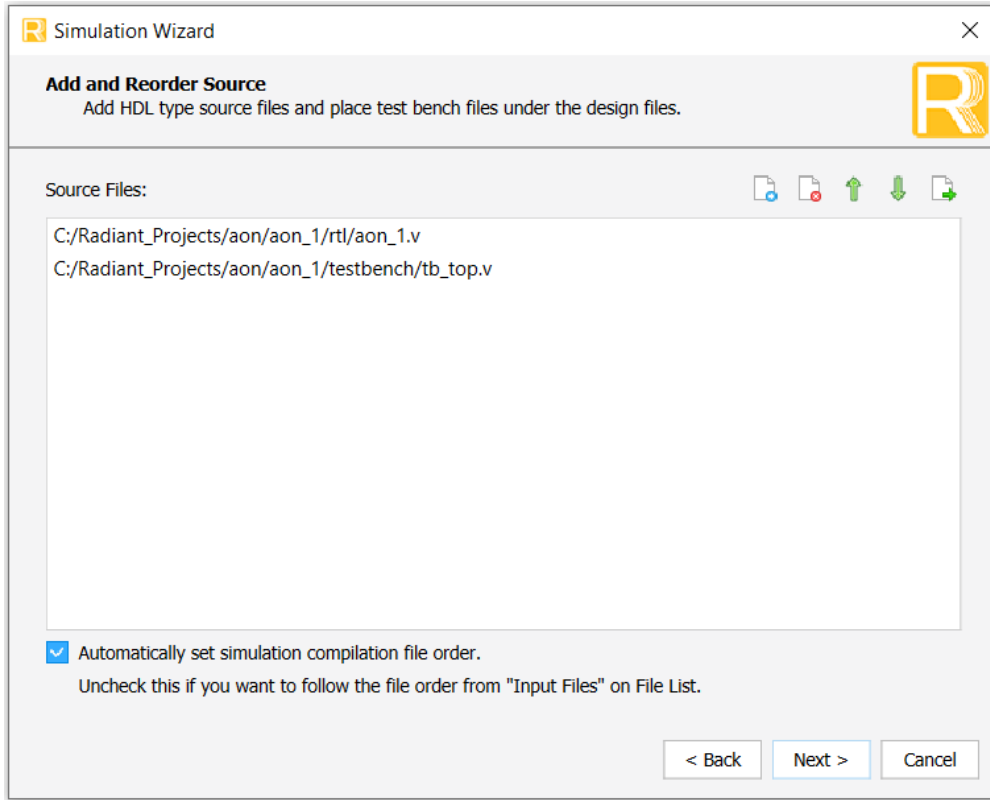 Simulation Wizard
Add and Reorder Source
Add HDL type source files and place test bench files under the design files.
Source Files:
C:/Radiant_Projects/aon/aon_1/rtl/aon_1.v
C:/Radiant_Projects/aon/aon_1/testbench/tb_top.v
Automatically set simulation compilation file order.
Uncheck this if you want to follow the file order from "Input Files" on File List.
< Back Next > Cancel